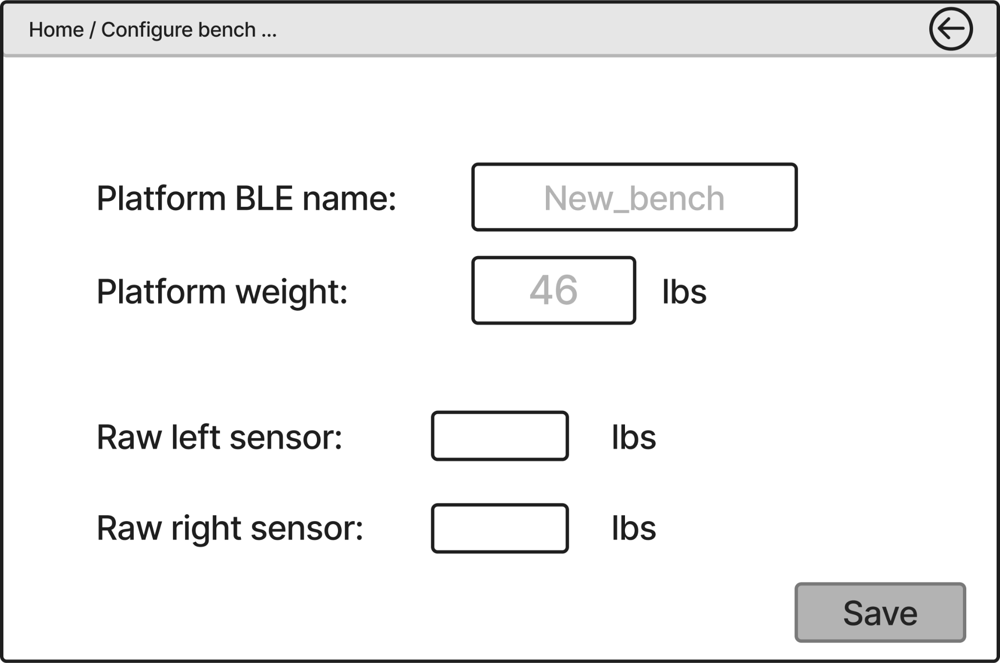 Home / Configure bench ...
Platform BLE name: New_bench
Platform weight: 46 lbs
Raw left sensor: lbs
Raw right sensor: lbs
Save